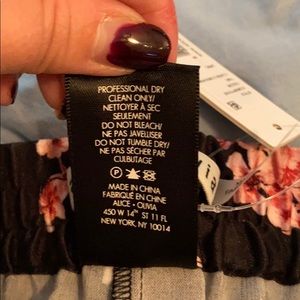 PROFESSIONAL DRY
CLEAN ONLY/
NETTOYER À SEC
SEULEMENT
DO NOT BLEACH/
NE PAS JAVELLISER
DO NOT TUMBLE DRY/
NE PAS SÉCHER PAR
CULBUTAGE
P
MADE IN CHINA
FABRIQUÉ EN CHINE
ALICE + OLIVIA
450 W 14TH ST 11 FL
NEW YORK, NY
10014